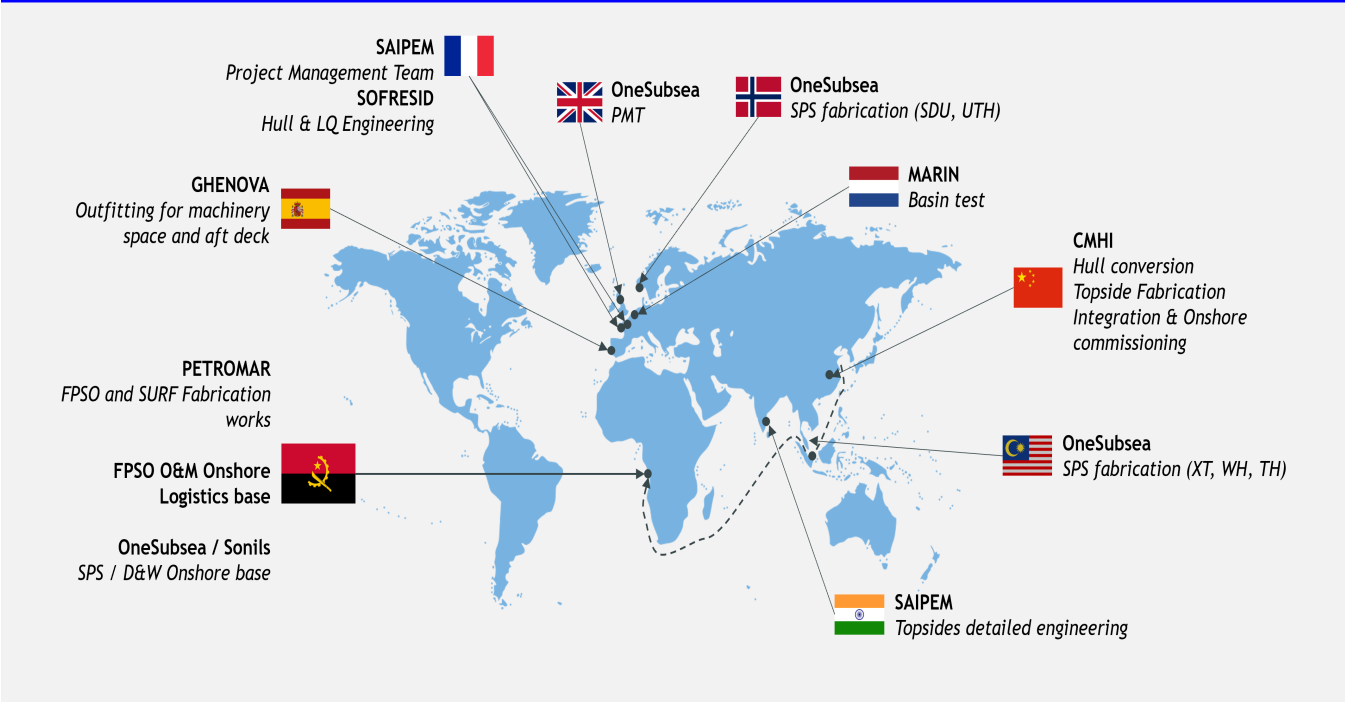 SAIPEM
Project Management Team
SOFRESID
Hull & LQ Engineering
OneSubsea
PMT
OneSubsea
SPS fabrication (SDU, UTH)
MARIN
Basin test
GHENOVA
Outfitting for machinery
space and aft deck
CMHI
Hull conversion
Topside Fabrication
Integration & Onshore
commissioning
PETROMAR
FPSO and SURF Fabrication
works
FPSO O&M Onshore
Logistics base
OneSubsea / Sonils
SPS / D&W Onshore base
OneSubsea
SPS fabrication (XT, WH, TH)
SAIPEM
Topsides detailed engineering